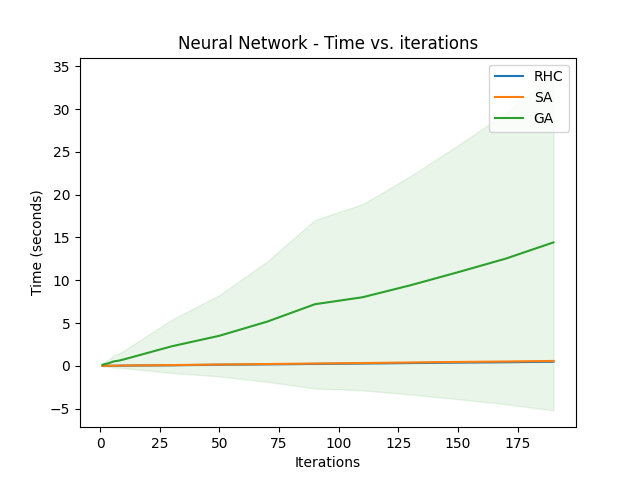 Neural Network - Time vs. iterations
35
30
25
20
15
10
5
0
−5
Time (seconds)
RHC
SA
GA
0 25 50 75 100 125 150 175
Iterations